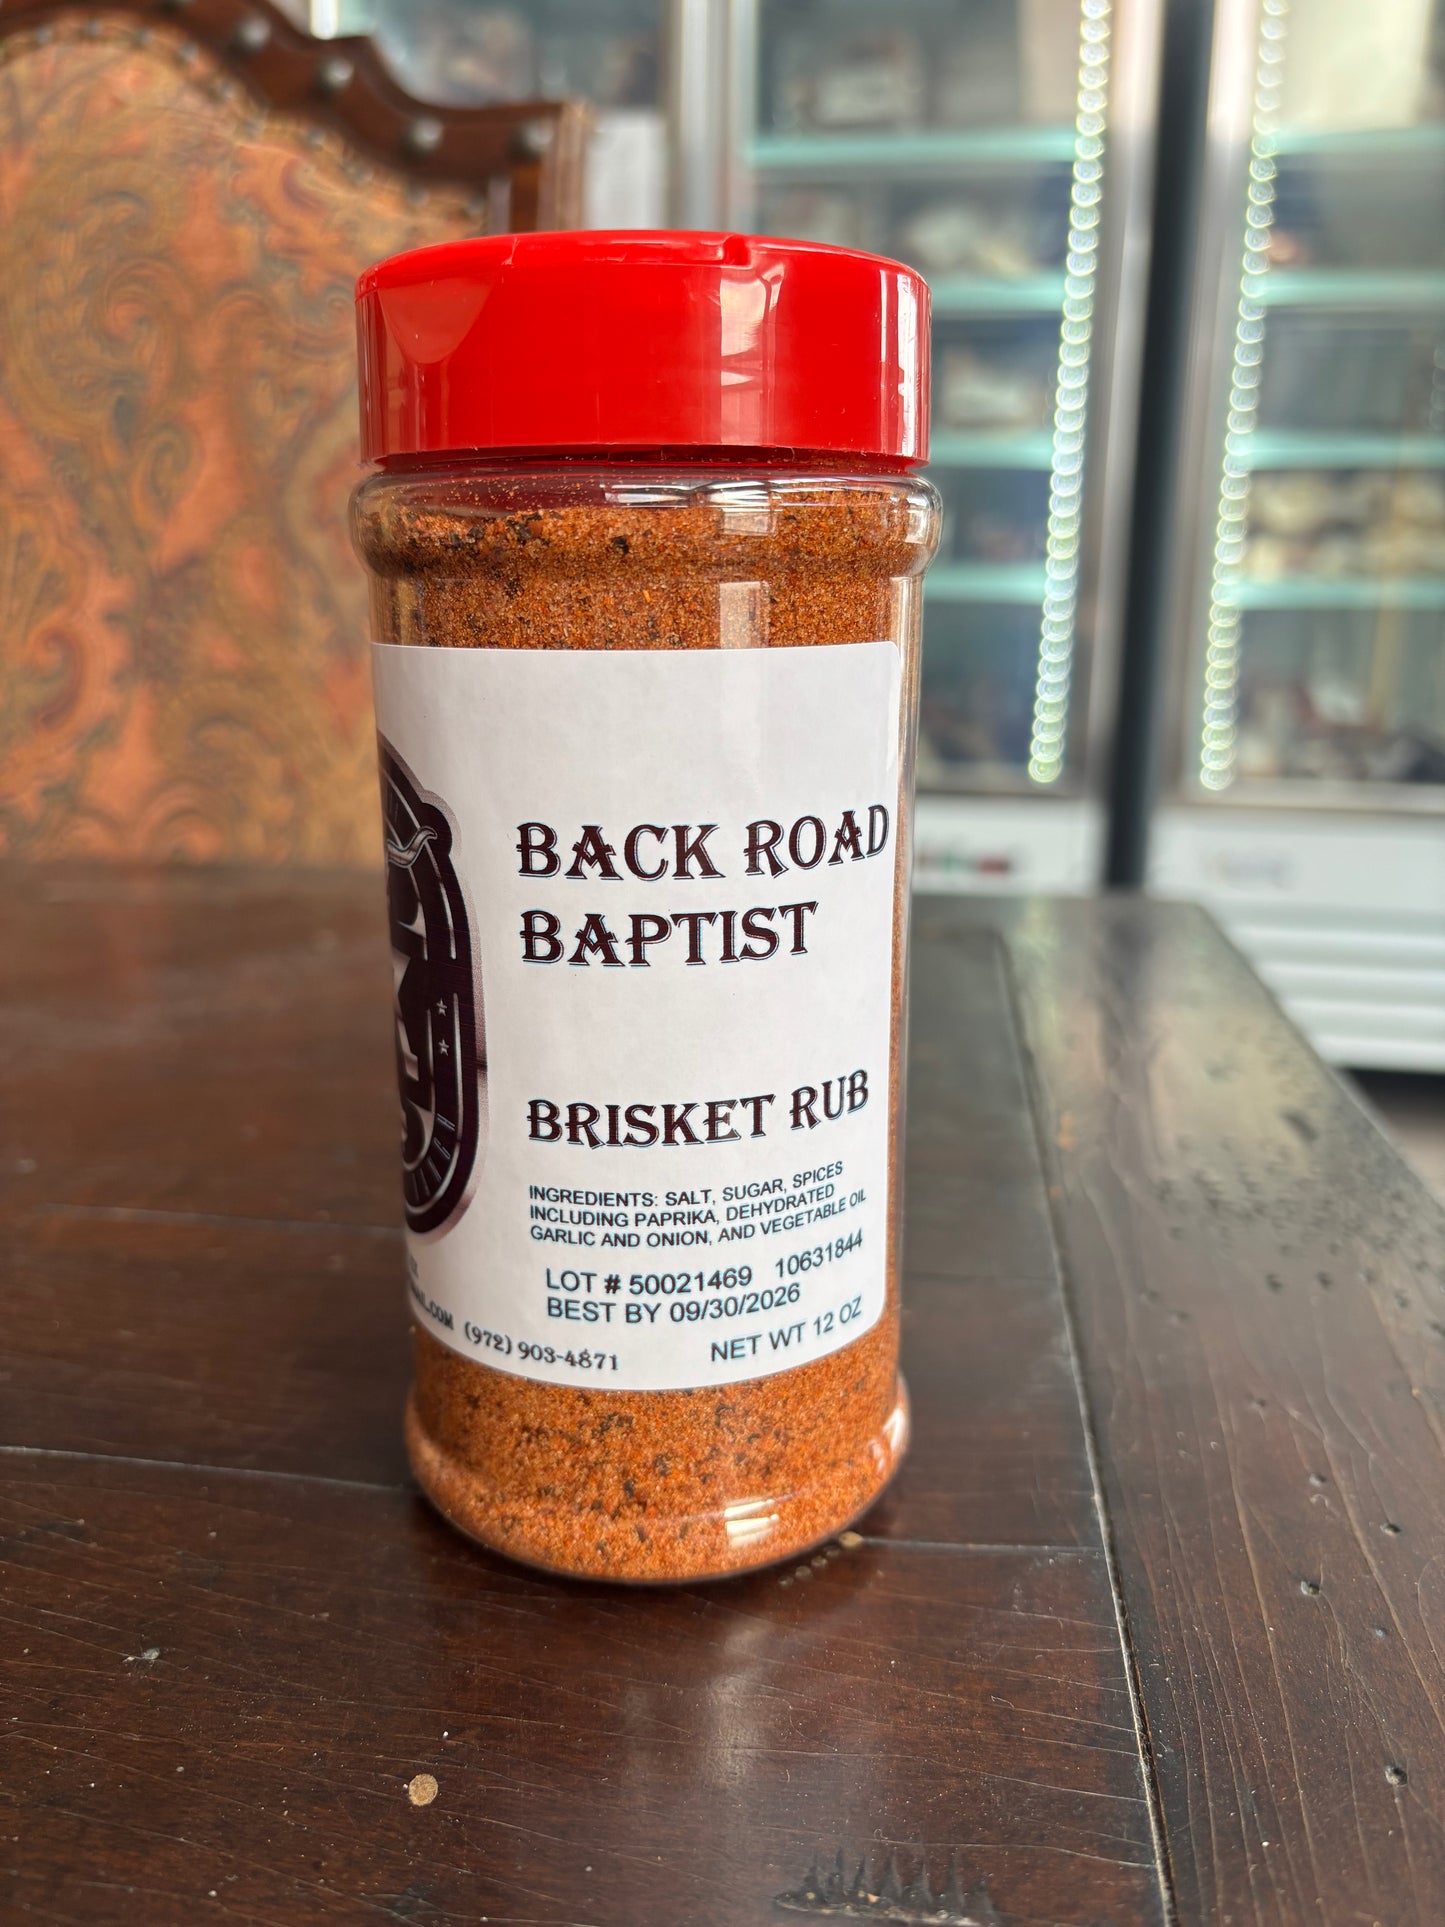 BACK ROAD
BAPTIST
BRISKET RUB
INGREDIENTS: SALT, SUGAR, SPICES
INCLUDING PAPRIKA, DEHYDRATED
GARLIC AND ONION, AND VEGETABLE OIL
LOT # 50021469 10631844
BEST BY 09/30/2026
NET WT 12 OZ
.COM (972) 903-4871